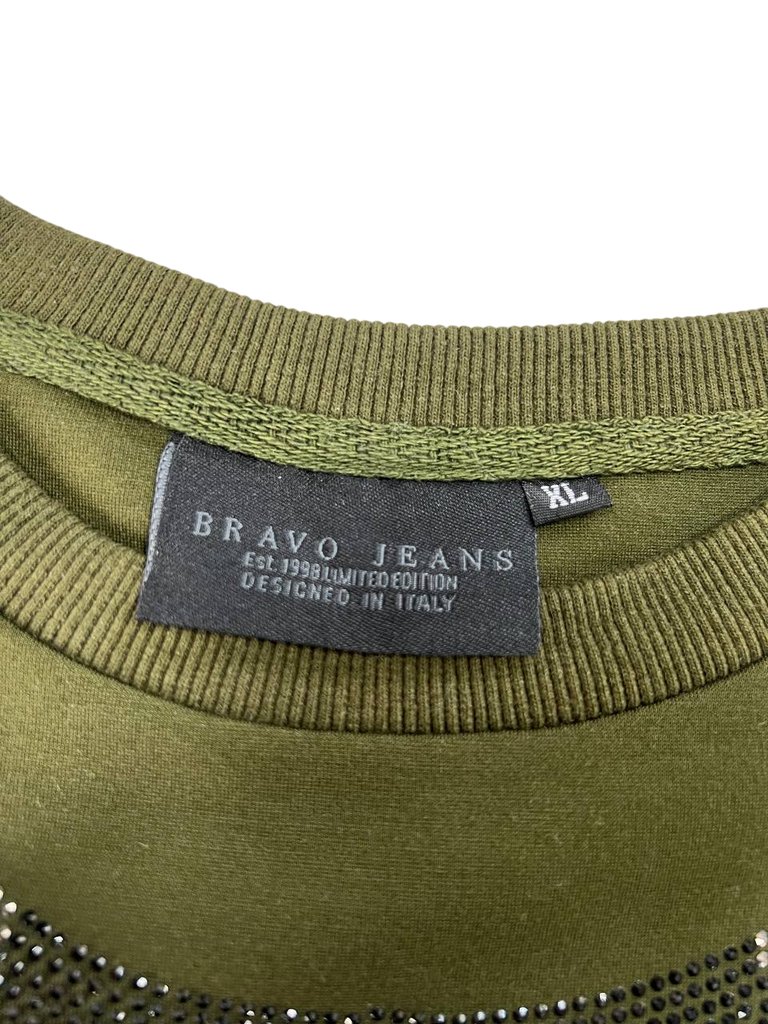 BRAVO JEANS
Est. 1998 LIMITED EDITION
DESIGNED IN ITALY
XL